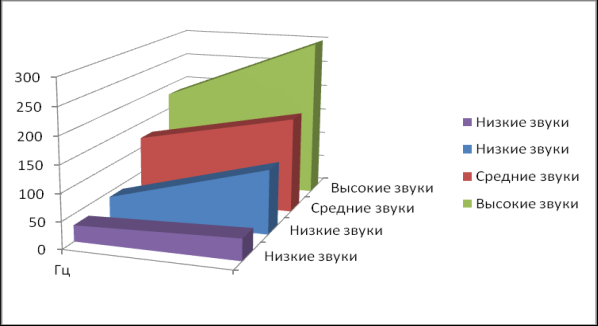 300
250
200
150
100
50
0
Гц
Высокие звуки
Средние звуки
Низкие звуки
Низкие звуки
Низкие звуки
Низкие звуки
Средние звуки
Высокие звуки